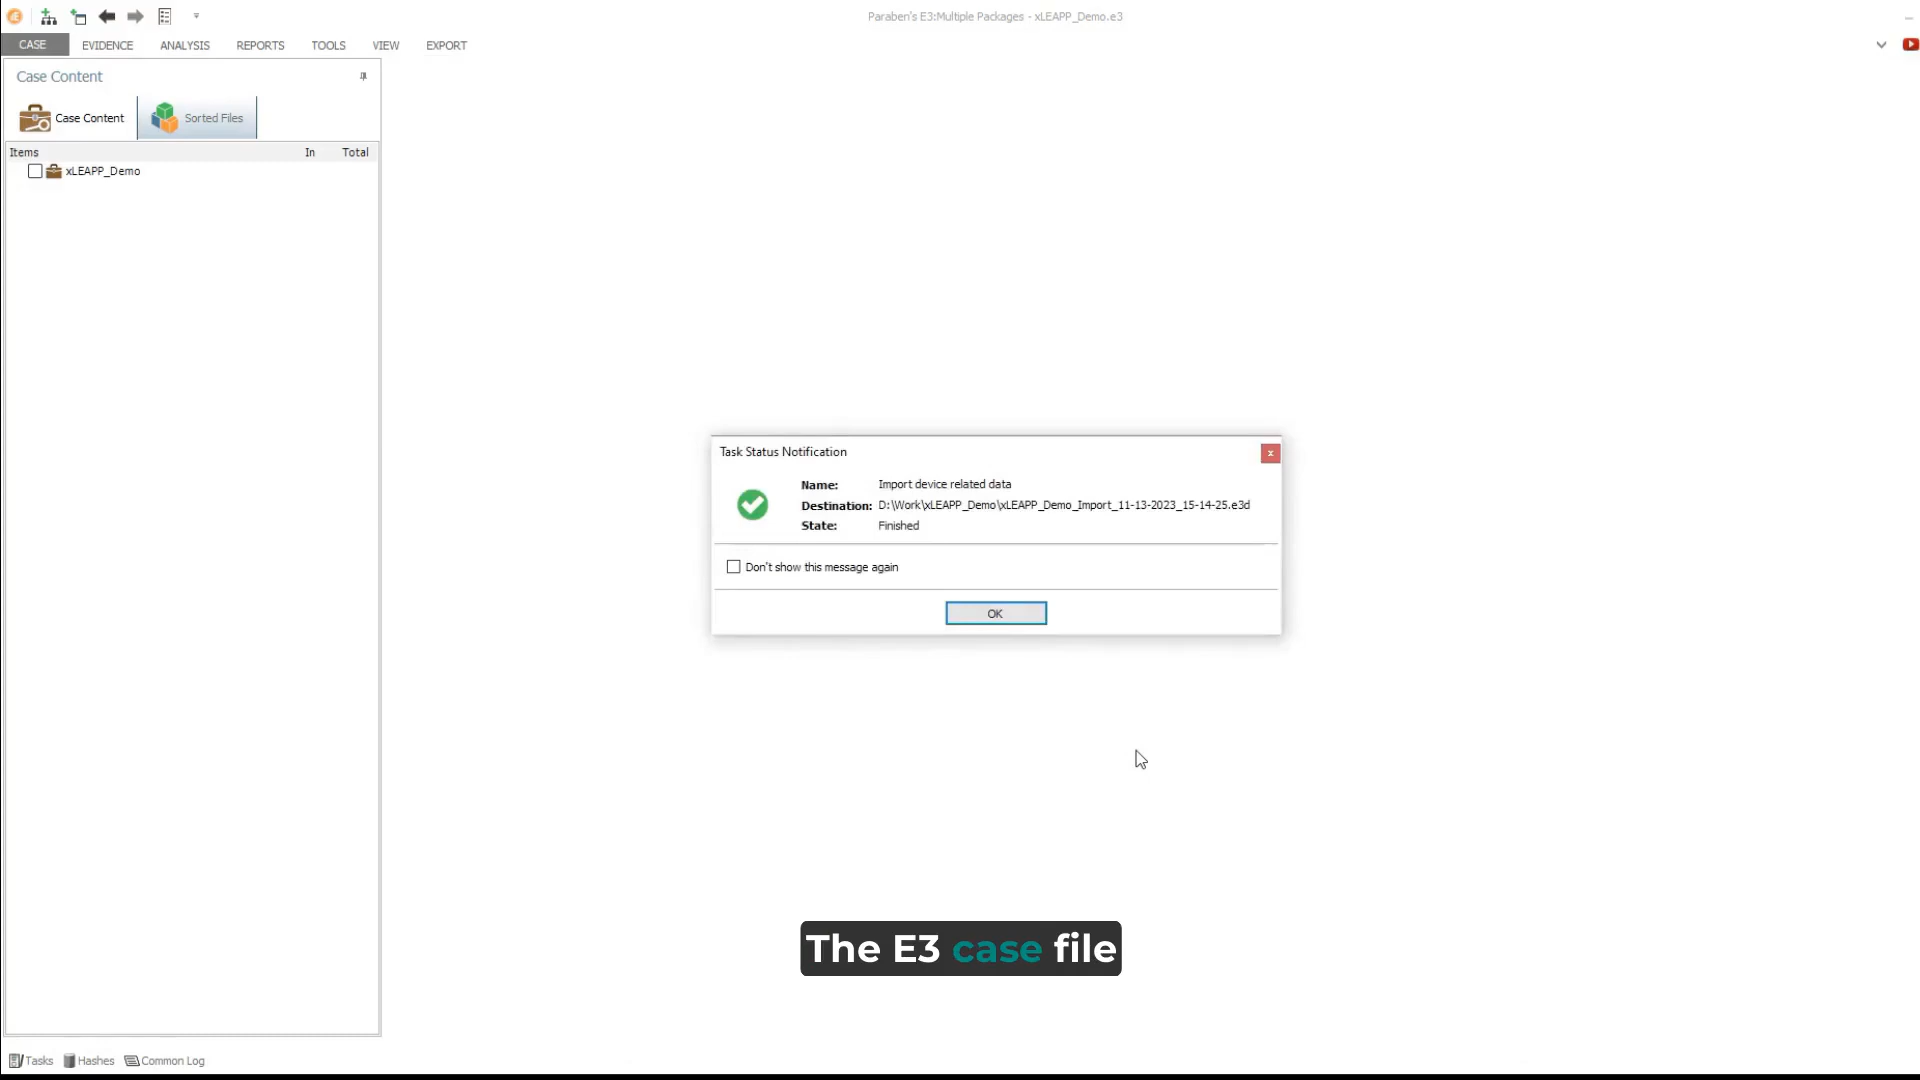 Paraben's E3:Multiple Packages - xLEAPP_Demo.e3
CASE EVIDENCE ANALYSIS REPORTS TOOLS VIEW EXPORT
Case Content
Case Content Sorted Files
Items In Total
xLEAPP_Demo
Task Status Notification
Name: Import device related data
Destination: D:\Work\xLEAPP_Demo\xLEAPP_Demo_Import_11-13-2023_15-14-25.e3d
State: Finished
Don't show this message again
OK
The E3 case file
Tasks Hashes Common Log